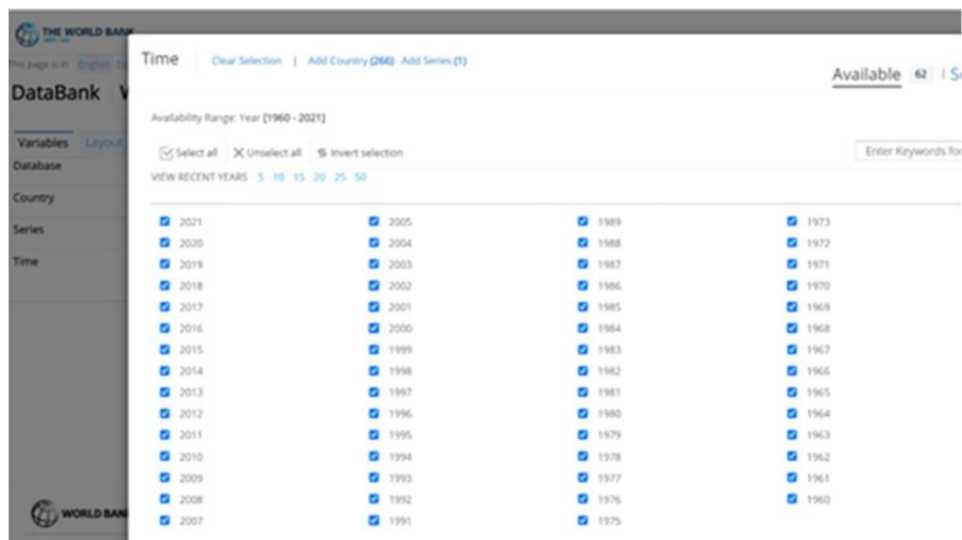 THE WORLD BANK
This page is in English
DataBank
Variables Layout
Database
Country
Series
Time
WORLD BAN
Time Clear Selection | Add Country (266) Add Series (1)
Available 62 | S
Availability Range: Year [1960 - 2021]
Select all Unselect all Invert selection
Enter Keywords for
VIEW RECENT YEARS 5 10 15 20 25 50
2021 2005 1989 1973
2020 2004 1988 1972
2019 2003 1987 1971
2018 2002 1986 1970
2017 2001 1985 1969
2016 2000 1984 1968
2015 1999 1983 1967
2014 1998 1982 1966
2013 1997 1981 1965
2012 1996 1980 1964
2011 1995 1979 1963
2010 1994 1978 1962
2009 1993 1977 1961
2008 1992 1976 1960
2007 1991 1975